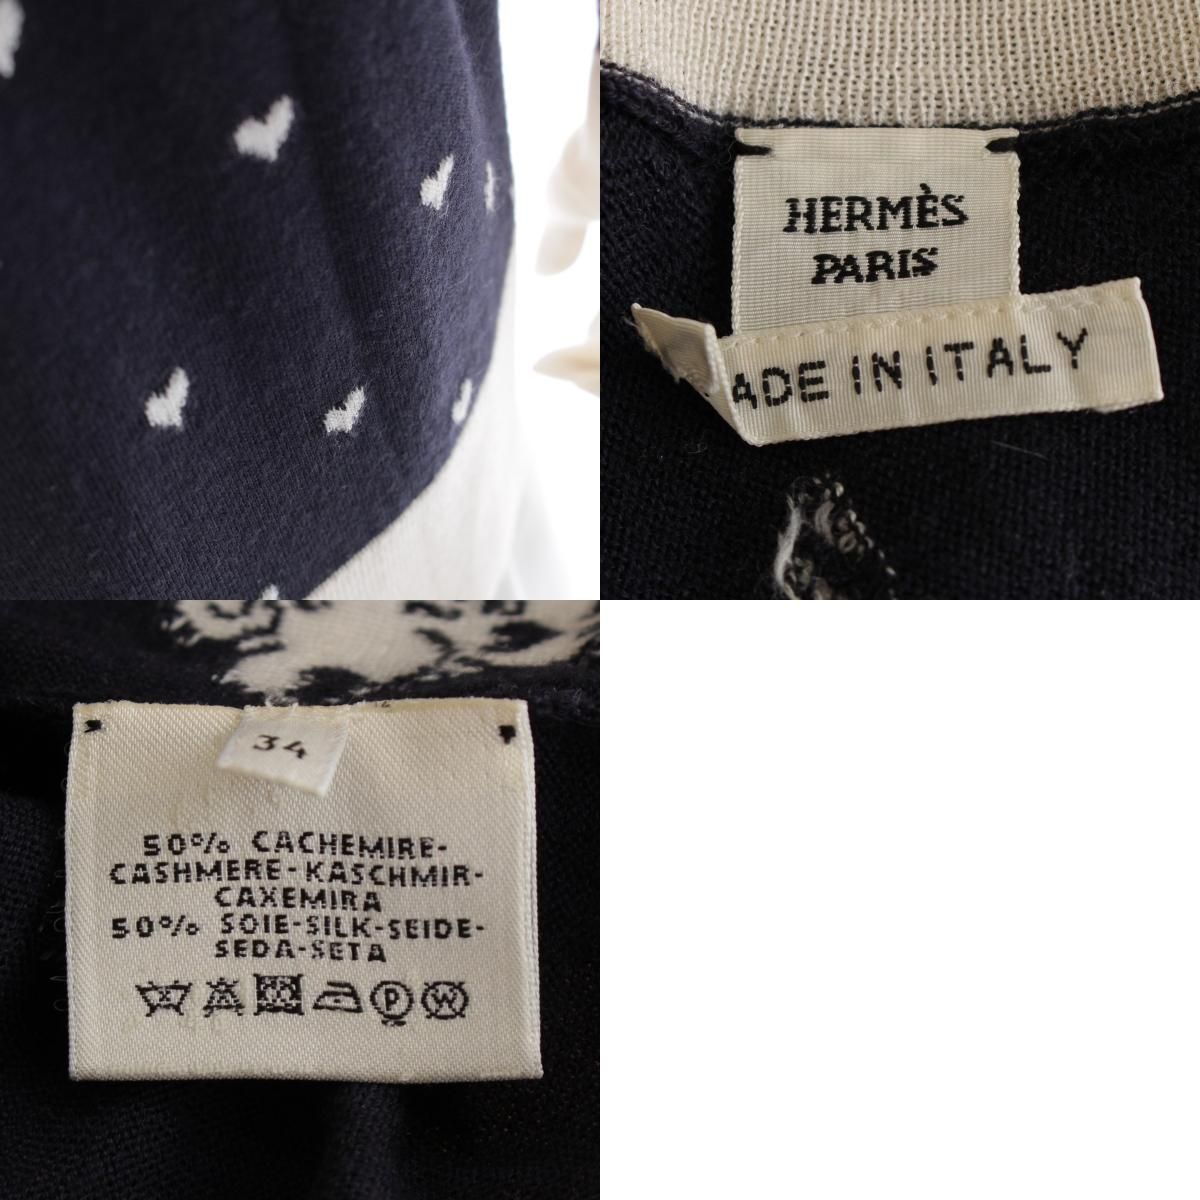 HERMÈS
PARIS
ADE IN ITALY
34
50% CACHEMIRE-
CASHMERE-KASCHMIR-
CAXEMIRA
50% SOIE-SILK-SEIDE-
SEDA-SETA
P W